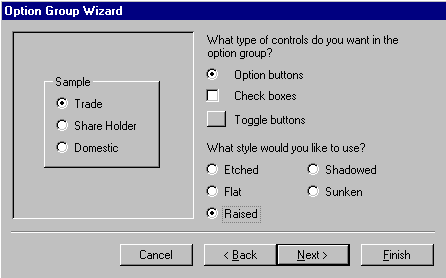 Option Group Wizard
Sample
Trade
Share Holder
Domestic
What type of controls do you want in the
option group?
Option buttons
Check boxes
Toggle buttons
What style would you like to use?
Etched
Shadowed
Flat
Sunken
Raised
Cancel
< Back
Next >
Finish